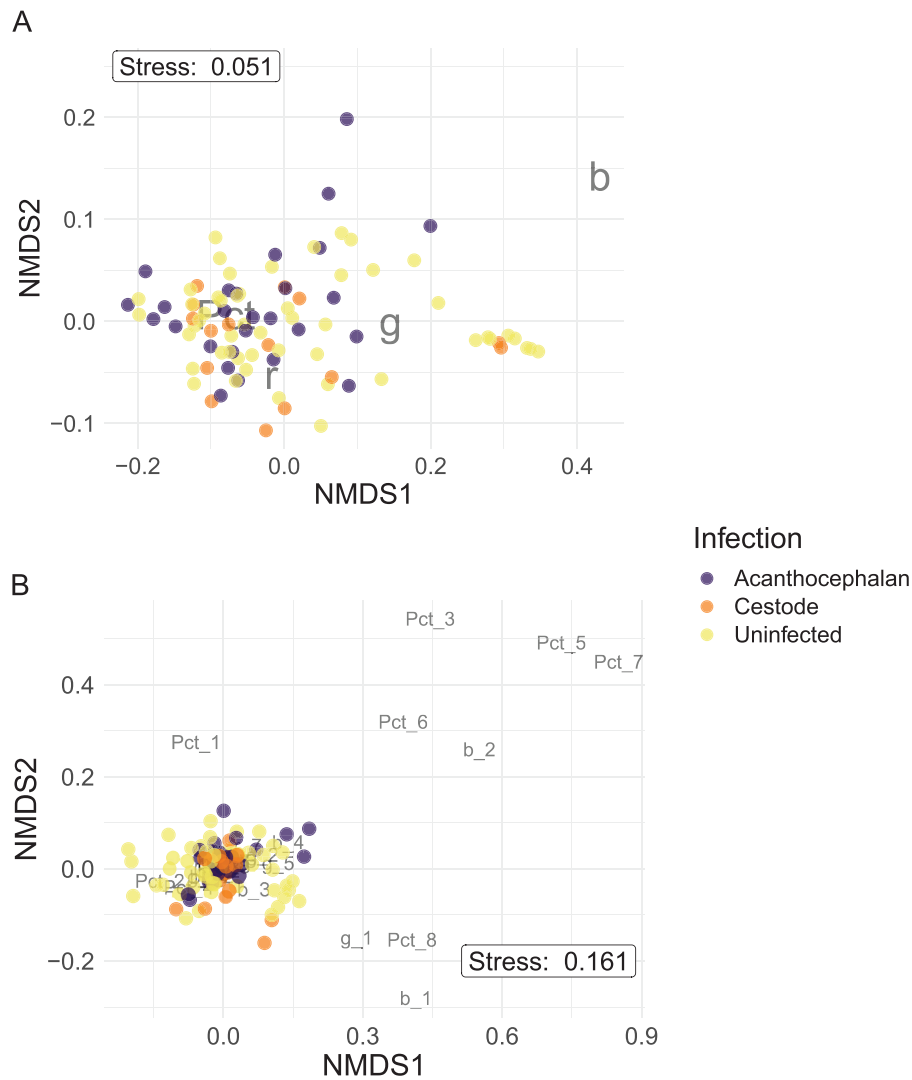 A
Stress: 0.051
0.2
b
0.1
NMDS2
Pct
g
0.0
r
−0.1
−0.2 0.0 0.2 0.4
NMDS1
Infection
Acanthocephalan
Cestode
Uninfected
B
Pct_3
Pct_5
Pct_7
0.4
Pct_6
Pct_1
b_2
0.2
NMDS2
b_4
0.0
Pct_2
b_3
g_1 Pct_8
Stress: 0.161
−0.2
b_1
0.0 0.3 0.6 0.9
NMDS1